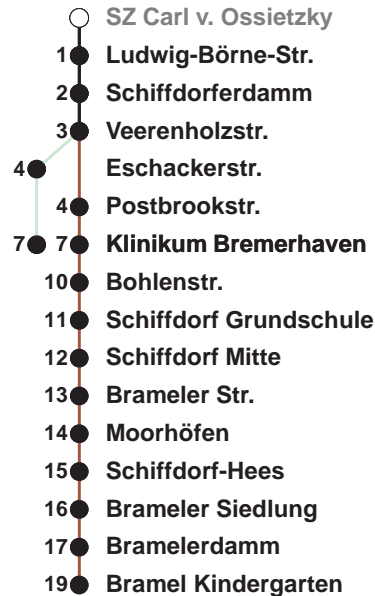 SZ Carl v. Ossietzky
1 Ludwig-Börne-Str.
2 Schiffdorferdamm
3 Veerenholzstr.
4 Eschackerstr.
4 Postbrookstr.
7 7 Klinikum Bremerhaven
10 Bohlenstr.
11 Schiffdorf Grundschule
12 Schiffdorf Mitte
13 Brameler Str.
14 Moorhöfen
15 Schiffdorf-Hees
16 Brameler Siedlung
17 Bramelerdamm
19 Bramel Kindergarten